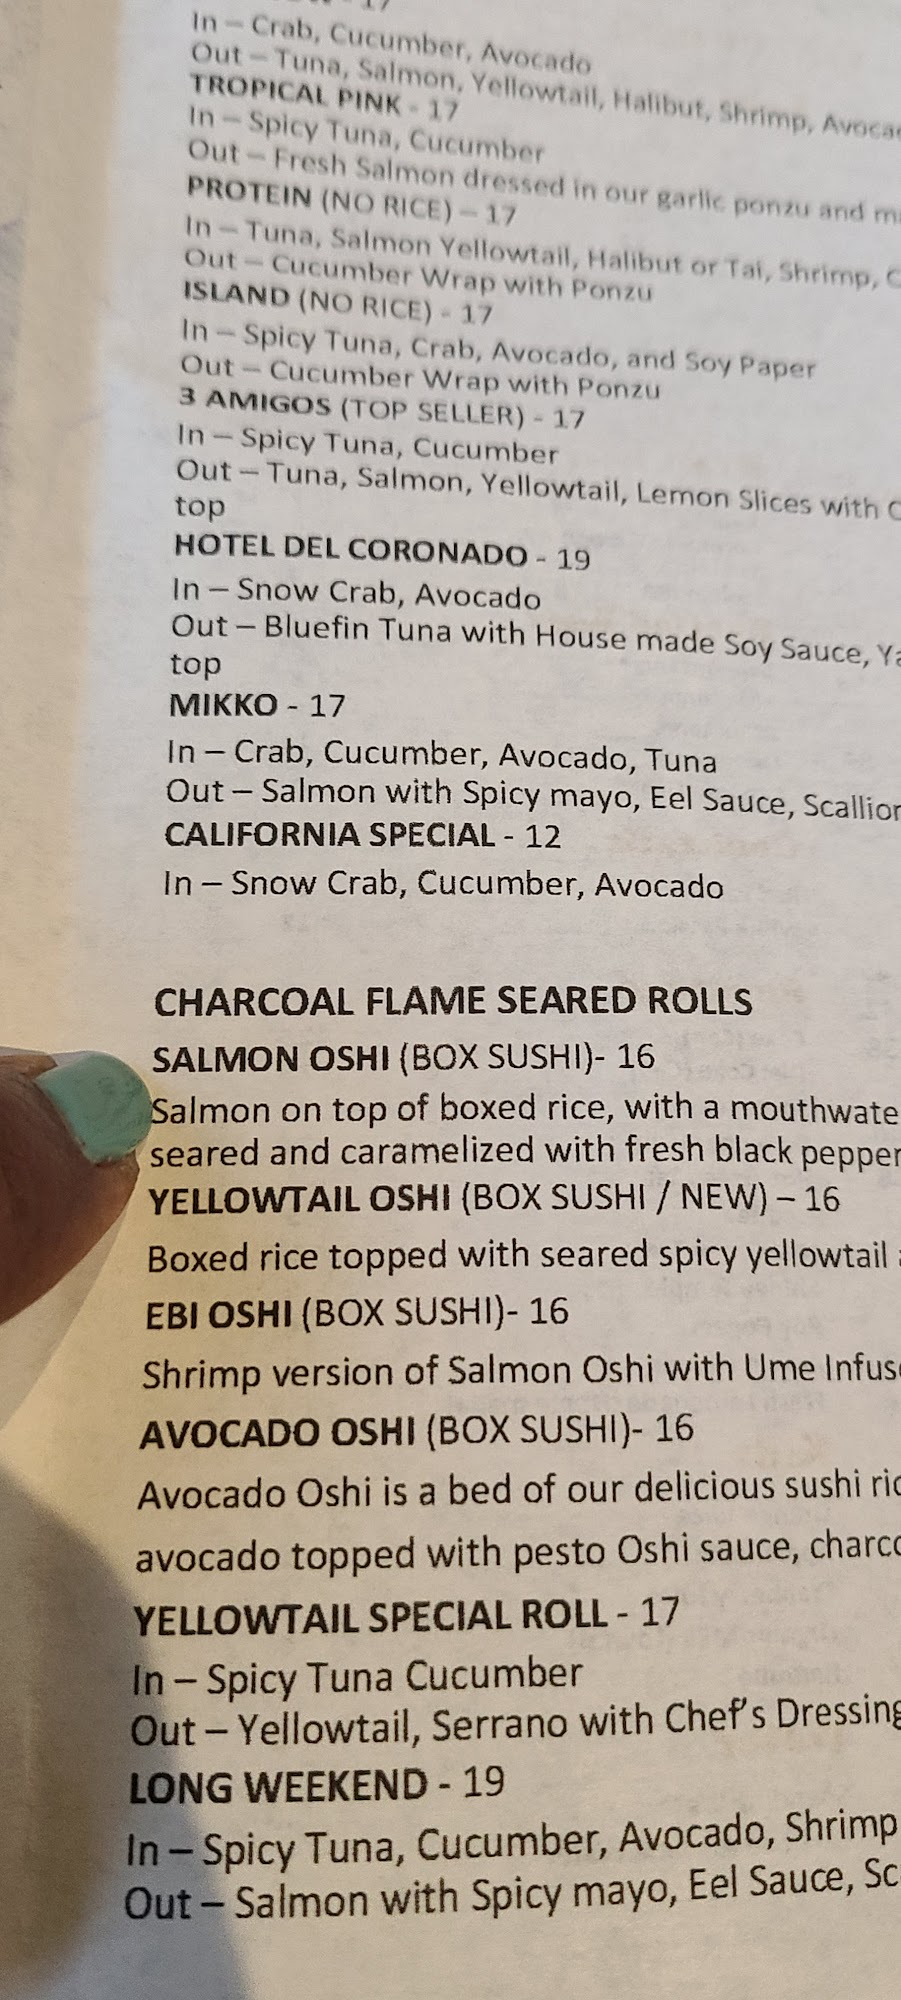 - 17
In – Crab, Cucumber, Avocado
Out – Tuna, Salmon, Yellowtail, Halibut, Shrimp,
TROPICAL PINK - 17
In – Spicy Tuna, Cucumber
Out – Fresh Salmon dressed in our garlic ponzu and
PROTEIN (NO RICE) – 17
In – Tuna, Salmon Yellowtail, Halibut or Tai, Shrimp,
Out – Cucumber Wrap with Ponzu
ISLAND (NO RICE) - 17
In – Spicy Tuna, Crab, Avocado, and Soy Paper
Out – Cucumber Wrap with Ponzu
3 AMIGOS (TOP SELLER) - 17
In – Spicy Tuna, Cucumber
Out – Tuna, Salmon, Yellowtail, Lemon Slices with
top
HOTEL DEL CORONADO - 19
In – Snow Crab, Avocado
Out – Bluefin Tuna with House made Soy Sauce,
top
MIKKO - 17
In – Crab, Cucumber, Avocado, Tuna
Out – Salmon with Spicy mayo, Eel Sauce,
CALIFORNIA SPECIAL - 12
In – Snow Crab, Cucumber, Avocado
CHARCOAL FLAME SEARED ROLLS
SALMON OSHI (BOX SUSHI)- 16
Salmon on top of boxed rice, with a
seared and caramelized with fresh black pepper
YELLOWTAIL OSHI (BOX SUSHI / NEW) – 16
Boxed rice topped with seared spicy yellowtail
EBI OSHI (BOX SUSHI)- 16
Shrimp version of Salmon Oshi with Ume
AVOCADO OSHI (BOX SUSHI)- 16
Avocado Oshi is a bed of our delicious sushi
avocado topped with pesto Oshi sauce,
YELLOWTAIL SPECIAL ROLL - 17
In – Spicy Tuna Cucumber
Out – Yellowtail, Serrano with Chef's Dressing
LONG WEEKEND - 19
In – Spicy Tuna, Cucumber, Avocado, Shrimp
Out – Salmon with Spicy mayo, Eel Sauce,